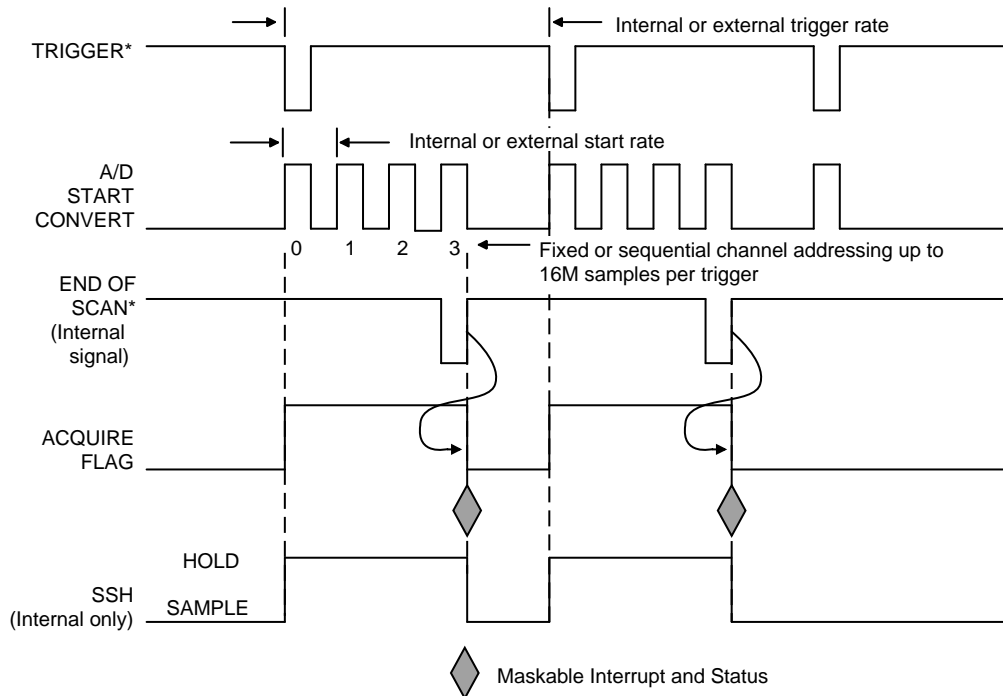 Internal or external trigger rate
TRIGGER*
Internal or external start rate
A/D
START
CONVERT
0 1 2 3
Fixed or sequential channel addressing up to
16M samples per trigger
END OF
SCAN*
(Internal
signal)
ACQUIRE
FLAG
HOLD
SSH
(Internal only)
SAMPLE
Maskable Interrupt and Status